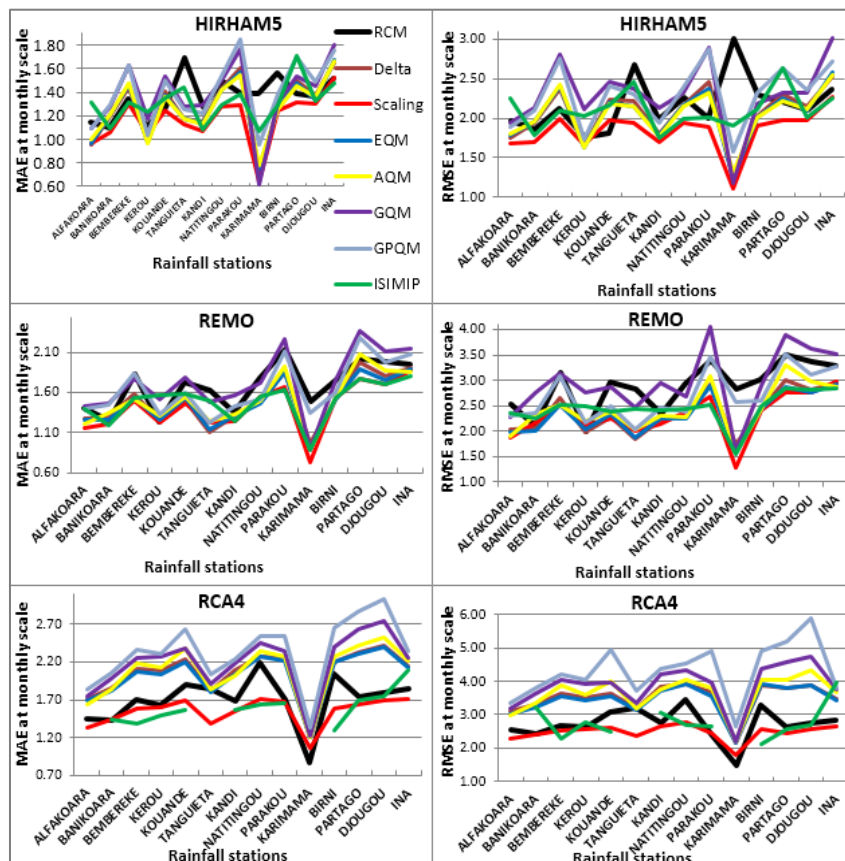 HIRHAM5
MAE at monthly scale
1.80
1.60
1.40
1.20
1.00
0.80
0.60
ALFAKOARA
BANIKOARA
BEMBEREKE
KEROU
KOUANDE
TANGUIETA
KANDI
NATITINGOU
PARAKOU
KARIMAMA
BIRNI
PARTAGO
DJOUGOU
INA
Rainfall stations
RCM
Delta
Scaling
EQM
AQM
GQM
GPQM
ISIMIP
HIRHAM5
RMSE at monthly scale
3.00
2.50
2.00
1.50
1.00
ALFAKOARA
BANIKOARA
BEMBEREKE
KEROU
KOUANDE
TANGUIETA
KANDI
NATITINGOU
PARAKOU
KARIMAMA
BIRNI
PARTAGO
DJOUGOU
INA
Rainfall stations
REMO
MAE at monthly scale
2.10
1.60
1.10
0.60
ALFAKOARA
BANIKOARA
BEMBEREKE
KEROU
KOUANDE
TANGUIETA
KANDI
NATITINGOU
PARAKOU
KARIMAMA
BIRNI
PARTAGO
DJOUGOU
INA
Rainfall stations
REMO
RMSE at monthly scale
4.00
3.50
3.00
2.50
2.00
1.50
1.00
ALFAKOARA
BANIKOARA
BEMBEREKE
KEROU
KOUANDE
TANGUIETA
KANDI
NATITINGOU
PARAKOU
KARIMAMA
BIRNI
PARTAGO
DJOUGOU
INA
Rainfall stations
RCA4
MAE at monthly scale
2.70
2.20
1.70
1.20
0.70
ALFAKOARA
BANIKOARA
BEMBEREKE
KEROU
KOUANDE
TANGUIETA
KANDI
NATITINGOU
PARAKOU
KARIMAMA
BIRNI
PARTAGO
DJOUGOU
INA
Rainfall stations
RCA4
RMSE at monthly scale
6.00
5.00
4.00
3.00
2.00
1.00
ALFAKOARA
BANIKOARA
BEMBEREKE
KEROU
KOUANDE
TANGUIETA
KANDI
NATITINGOU
PARAKOU
KARIMAMA
BIRNI
PARTAGO
DJOUGOU
INA
Rainfall stations